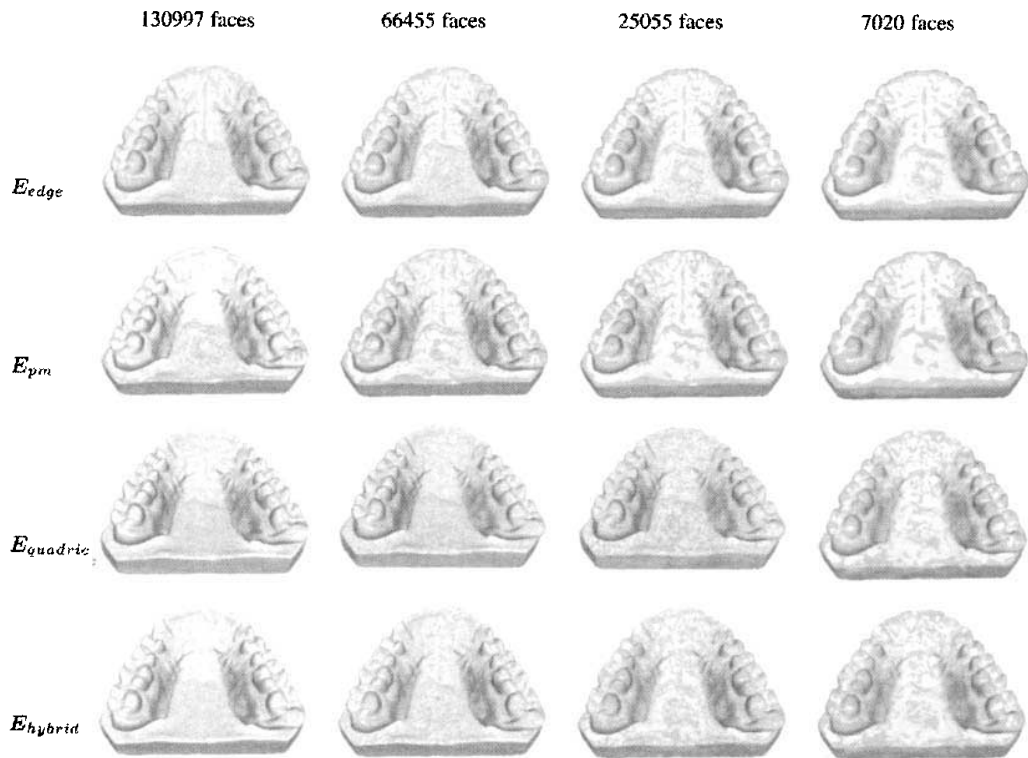 130997 faces 66455 faces 25055 faces 7020 faces
E_edge
E_pm
E_quadric
E_hybrid